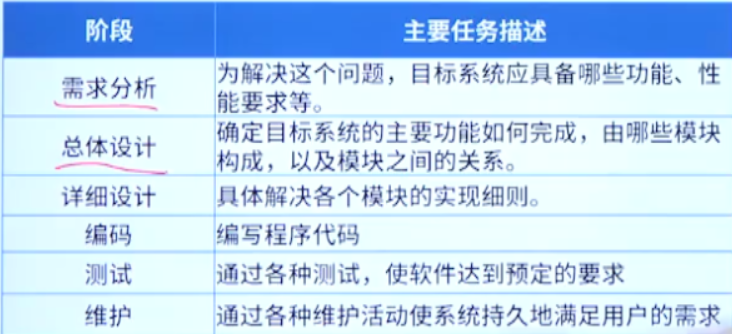 阶段 主要任务描述
需求分析 为解决这个问题，目标系统应具备哪些功能、性
能要求等。
总体设计 确定目标系统的主要功能如何完成，由哪些模块
构成，以及模块之间的关系。
详细设计 具体解决各个模块的实现细则。
编码 编写程序代码
测试 通过各种测试，使软件达到预定的要求
维护 通过各种维护活动使系统持久地满足用户的需求